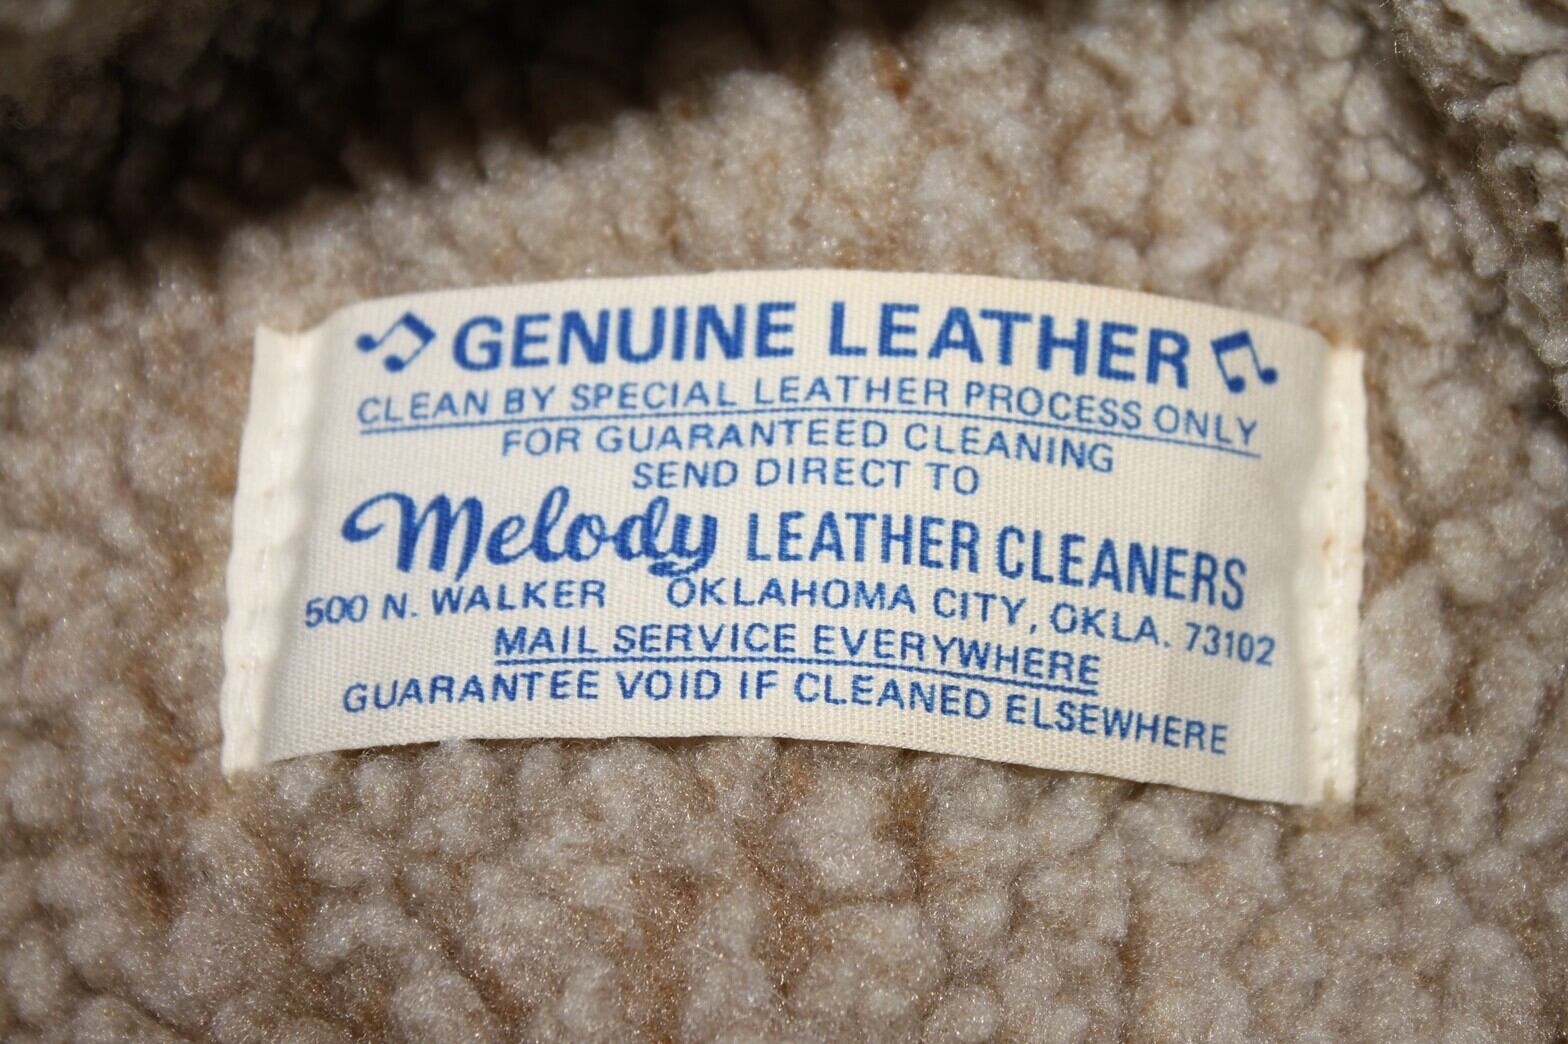 GENUINE LEATHER
CLEAN BY SPECIAL LEATHER PROCESS ONLY
FOR GUARANTEED CLEANING
SEND DIRECT TO
Melody LEATHER CLEANERS
500 N. WALKER OKLAHOMA CITY, OKLA. 73102
MAIL SERVICE EVERYWHERE
GUARANTEE VOID IF CLEANED ELSEWHERE